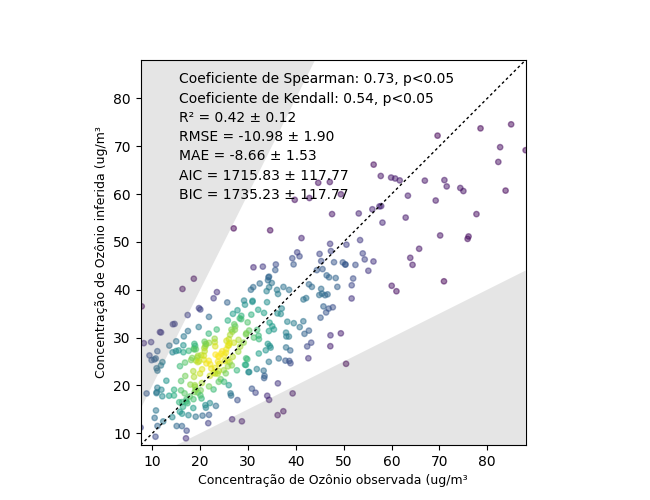 Coeficiente de Spearman: 0.73, p<0.05
Coeficiente de Kendall: 0.54, p<0.05
R² = 0.42 ± 0.12
RMSE = -10.98 ± 1.90
MAE = -8.66 ± 1.53
AIC = 1715.83 ± 117.77
BIC = 1735.23 ± 117.77
Concentração de Ozônio inferida (ug/m³
80
70
60
50
40
30
20
10
10 20 30 40 50 60 70 80
Concentração de Ozônio observada (ug/m³